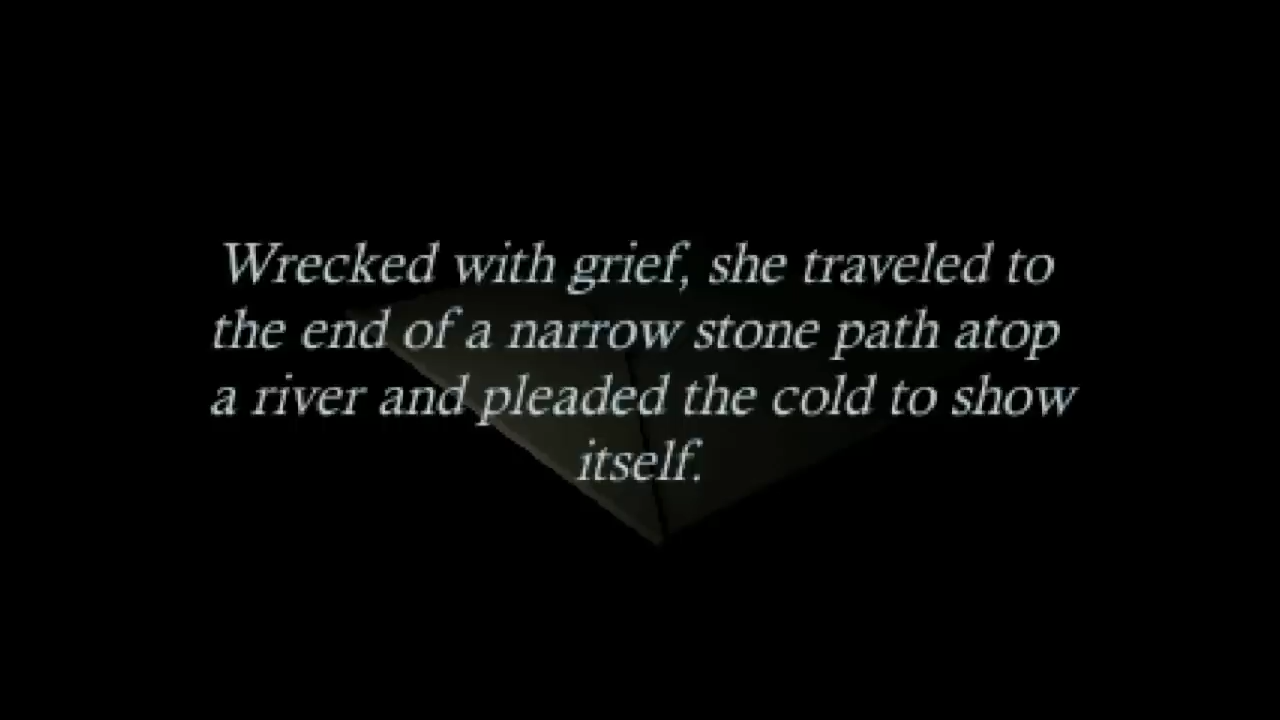 Wrecked with grief, she traveled to
the end of a narrow stone path atop
a river and pleaded the cold to show
itself.